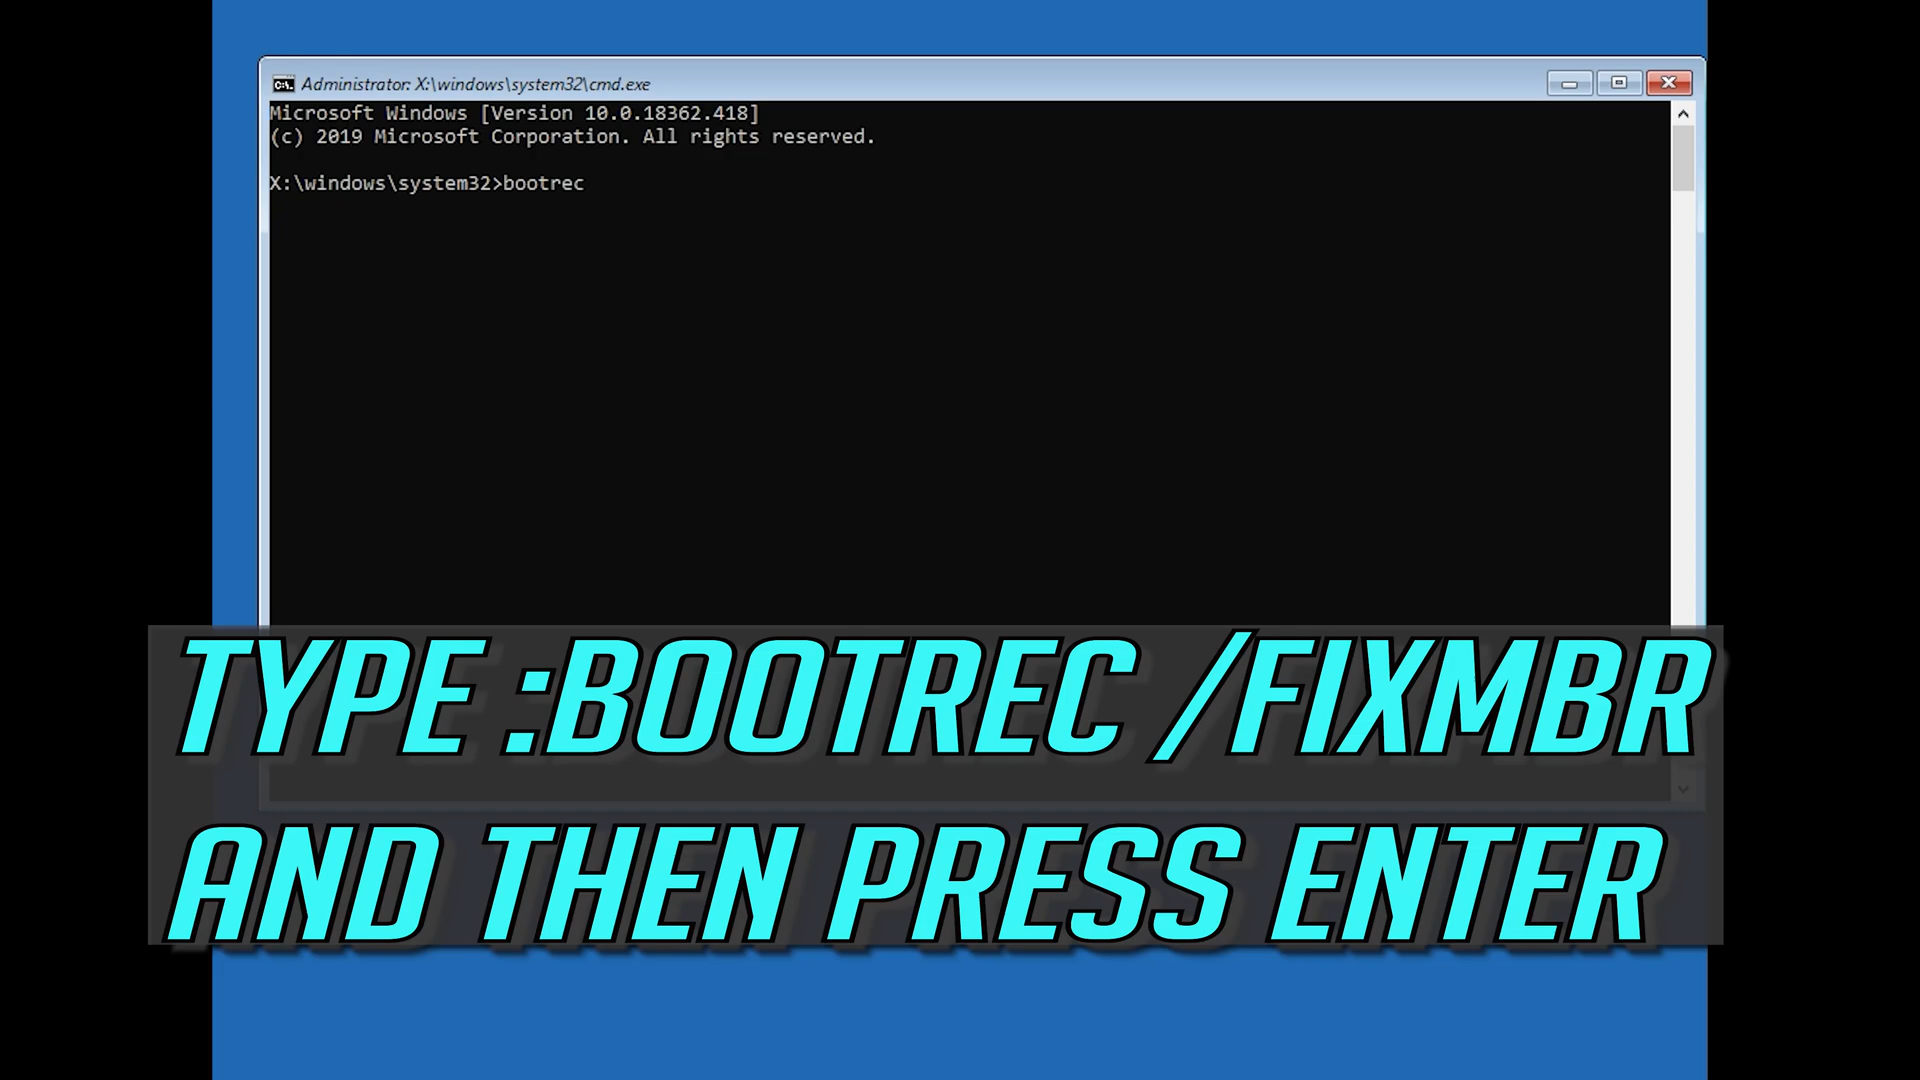 Administrator: X:\windows\system32\cmd.exe
Microsoft Windows [Version 10.0.18362.418]
(c) 2019 Microsoft Corporation. All rights reserved.
X:\windows\system32>bootrec
TYPE :BOOTREC /FIXMBR
AND THEN PRESS ENTER